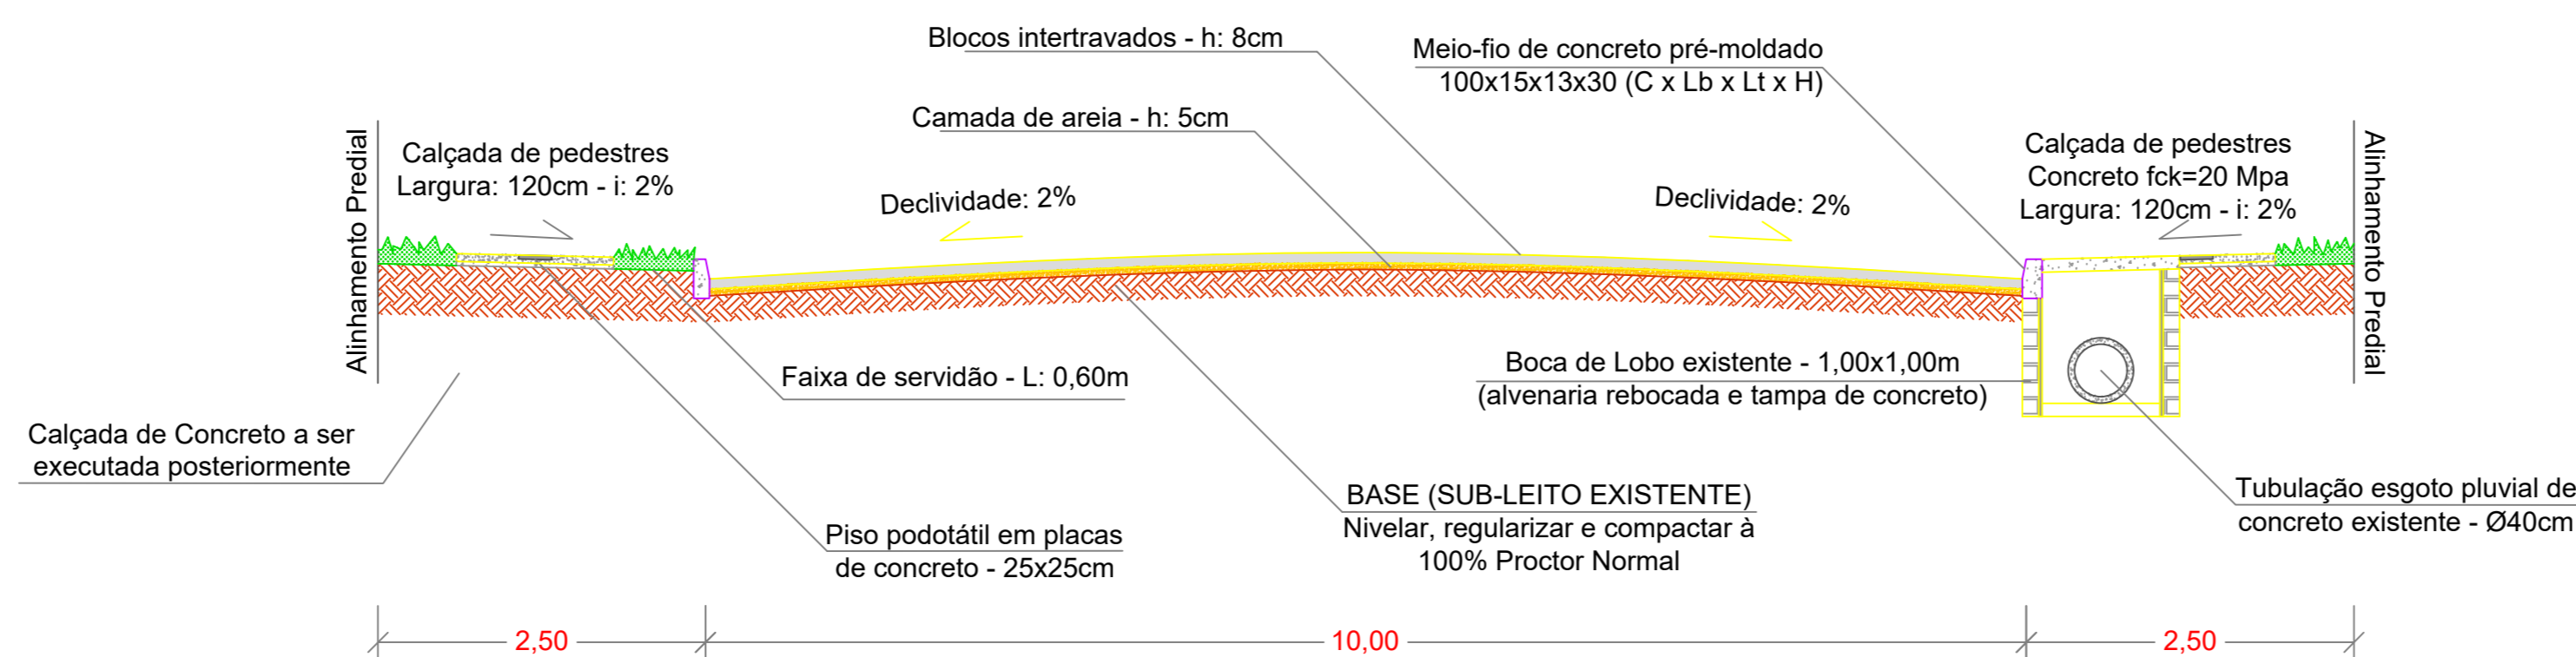 Blocos intertravados - h: 8cm
Meio-fio de concreto pré-moldado
100x15x13x30 (C x Lb x Lt x H)
Camada de areia - h: 5cm
Alinhamento Predial
Calçada de pedestres
Largura: 120cm - i: 2%
Declividade: 2%
Declividade: 2%
Calçada de pedestres
Concreto fck=20 Mpa
Largura: 120cm - i: 2%
Alinhamento Predial
Faixa de servidão - L: 0,60m
Boca de Lobo existente - 1,00x1,00m
(alvenaria rebocada e tampa de concreto)
Calçada de Concreto a ser
executada posteriormente
Piso podotátil em placas
de concreto - 25x25cm
BASE (SUB-LEITO EXISTENTE)
Nivelar, regularizar e compactar à
100% Proctor Normal
Tubulação esgoto pluvial de
concreto existente - Ø40cm
2,50
10,00
2,50